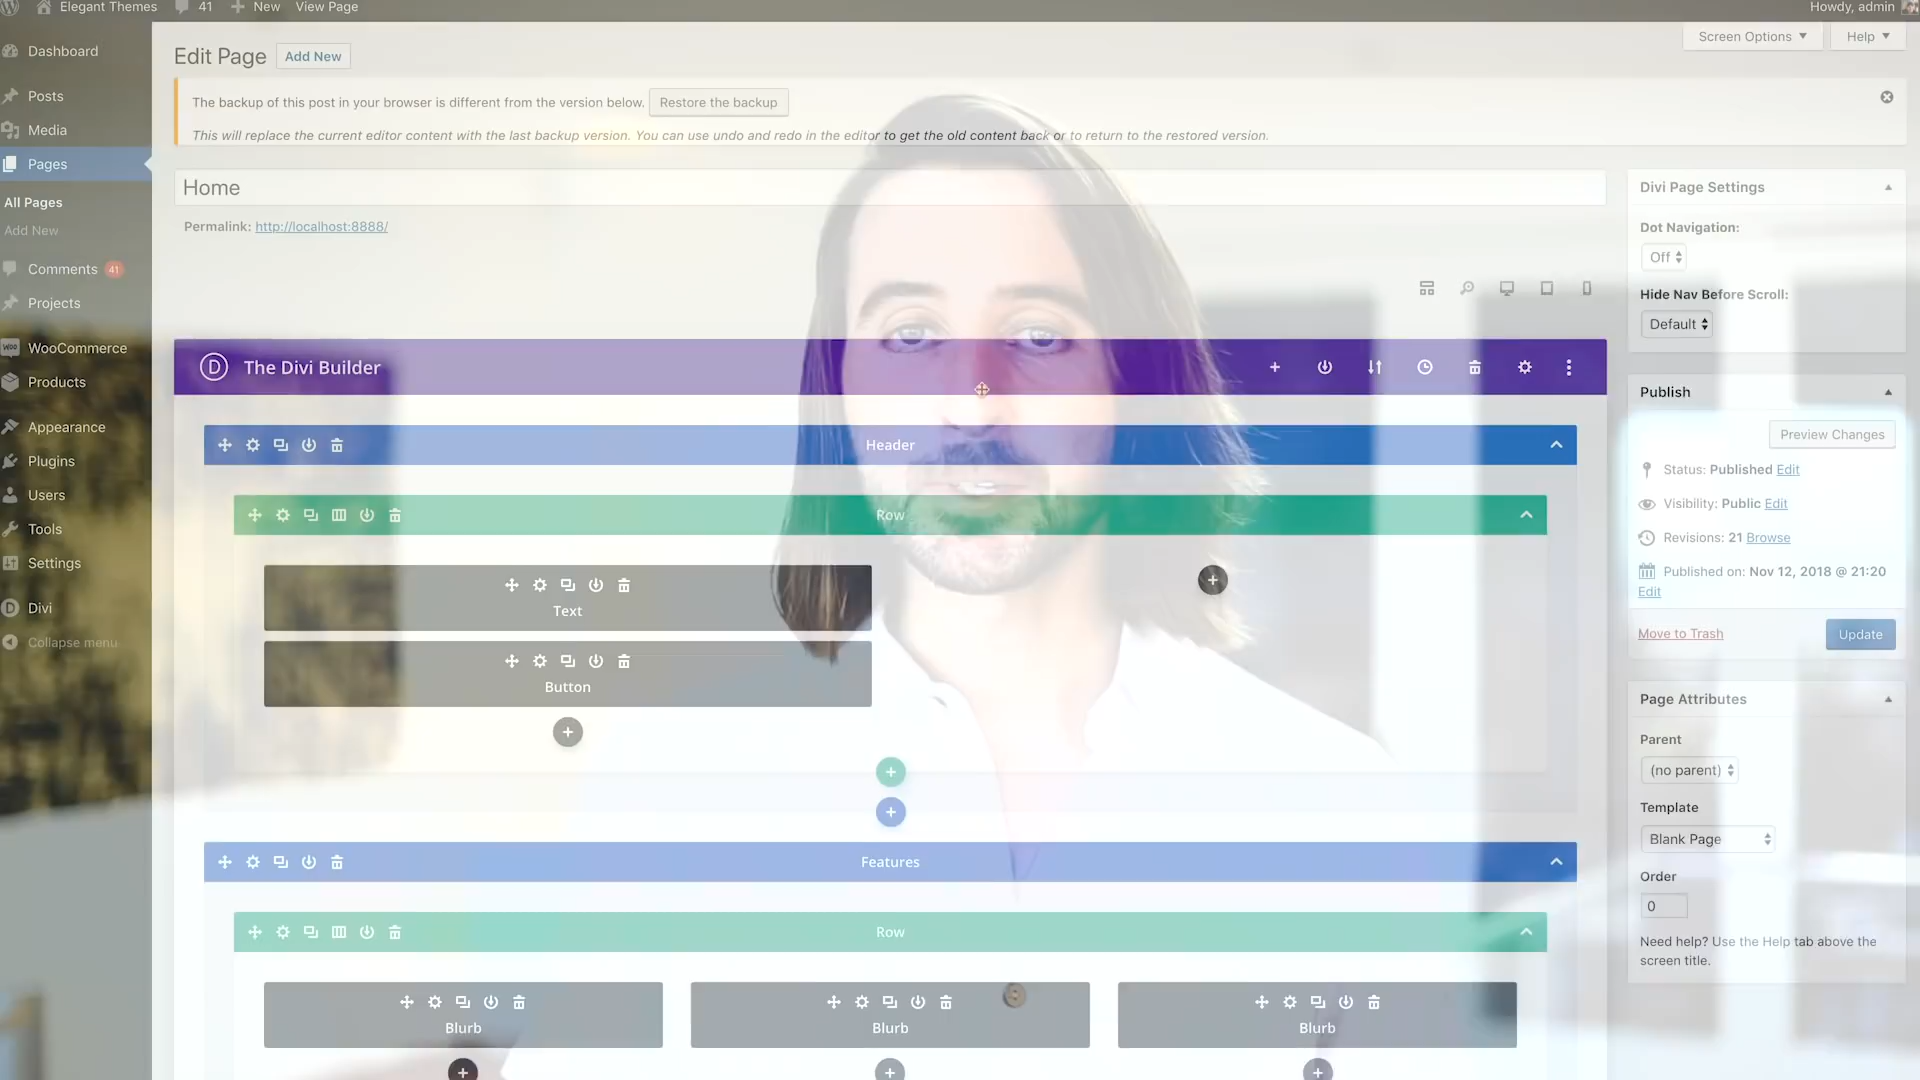 Elegant Themes 41 New View Page Howdy, admin
Screen Options Help
Dashboard
Posts
Media
Pages
All Pages
Add New
Comments 41
Projects
WOO WooCommerce
Products
Appearance
Plugins
Users
Tools
Settings
D Divi
Collapse menu
Edit Page Add New
The backup of this post in your browser is different from the version below. Restore the backup
This will replace the current editor content with the last backup version. You can use undo and redo in the editor to get the old content back or to return to the restored version.
Home
Permalink: http://localhost:8888/
D The Divi Builder
Header
Row
Text
Button
Features
Row
Blurb Blurb Blurb
Divi Page Settings
Dot Navigation:
Off
Hide Nav Before Scroll:
Default
Publish
Preview Changes
Status: Published Edit
Visibility: Public Edit
Revisions: 21 Browse
Published on: Nov 12, 2018 @ 21:20
Edit
Move to Trash Update
Page Attributes
Parent
(no parent)
Template
Blank Page
Order
0
Need help? Use the Help tab above the
screen title.